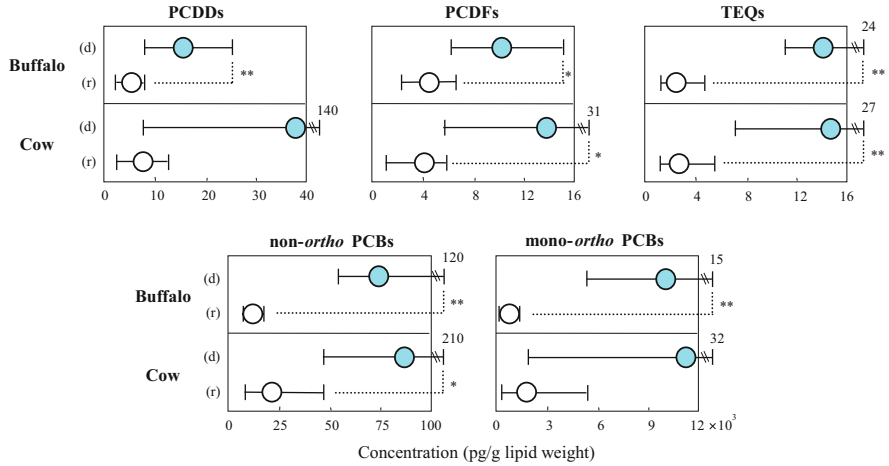 PCDDs PCDFs TEQs
24
Buffalo (d)
(r) ** * **
140 31 27
Cow (d)
(r) * **
0 10 20 30 40 0 4 8 12 16 0 4 8 12 16
non-ortho PCBs mono-ortho PCBs
120 15
Buffalo (d)
(r) ** **
210 32
Cow (d)
(r) *
0 25 50 75 100 0 3 6 9 12 ×10³
Concentration (pg/g lipid weight)